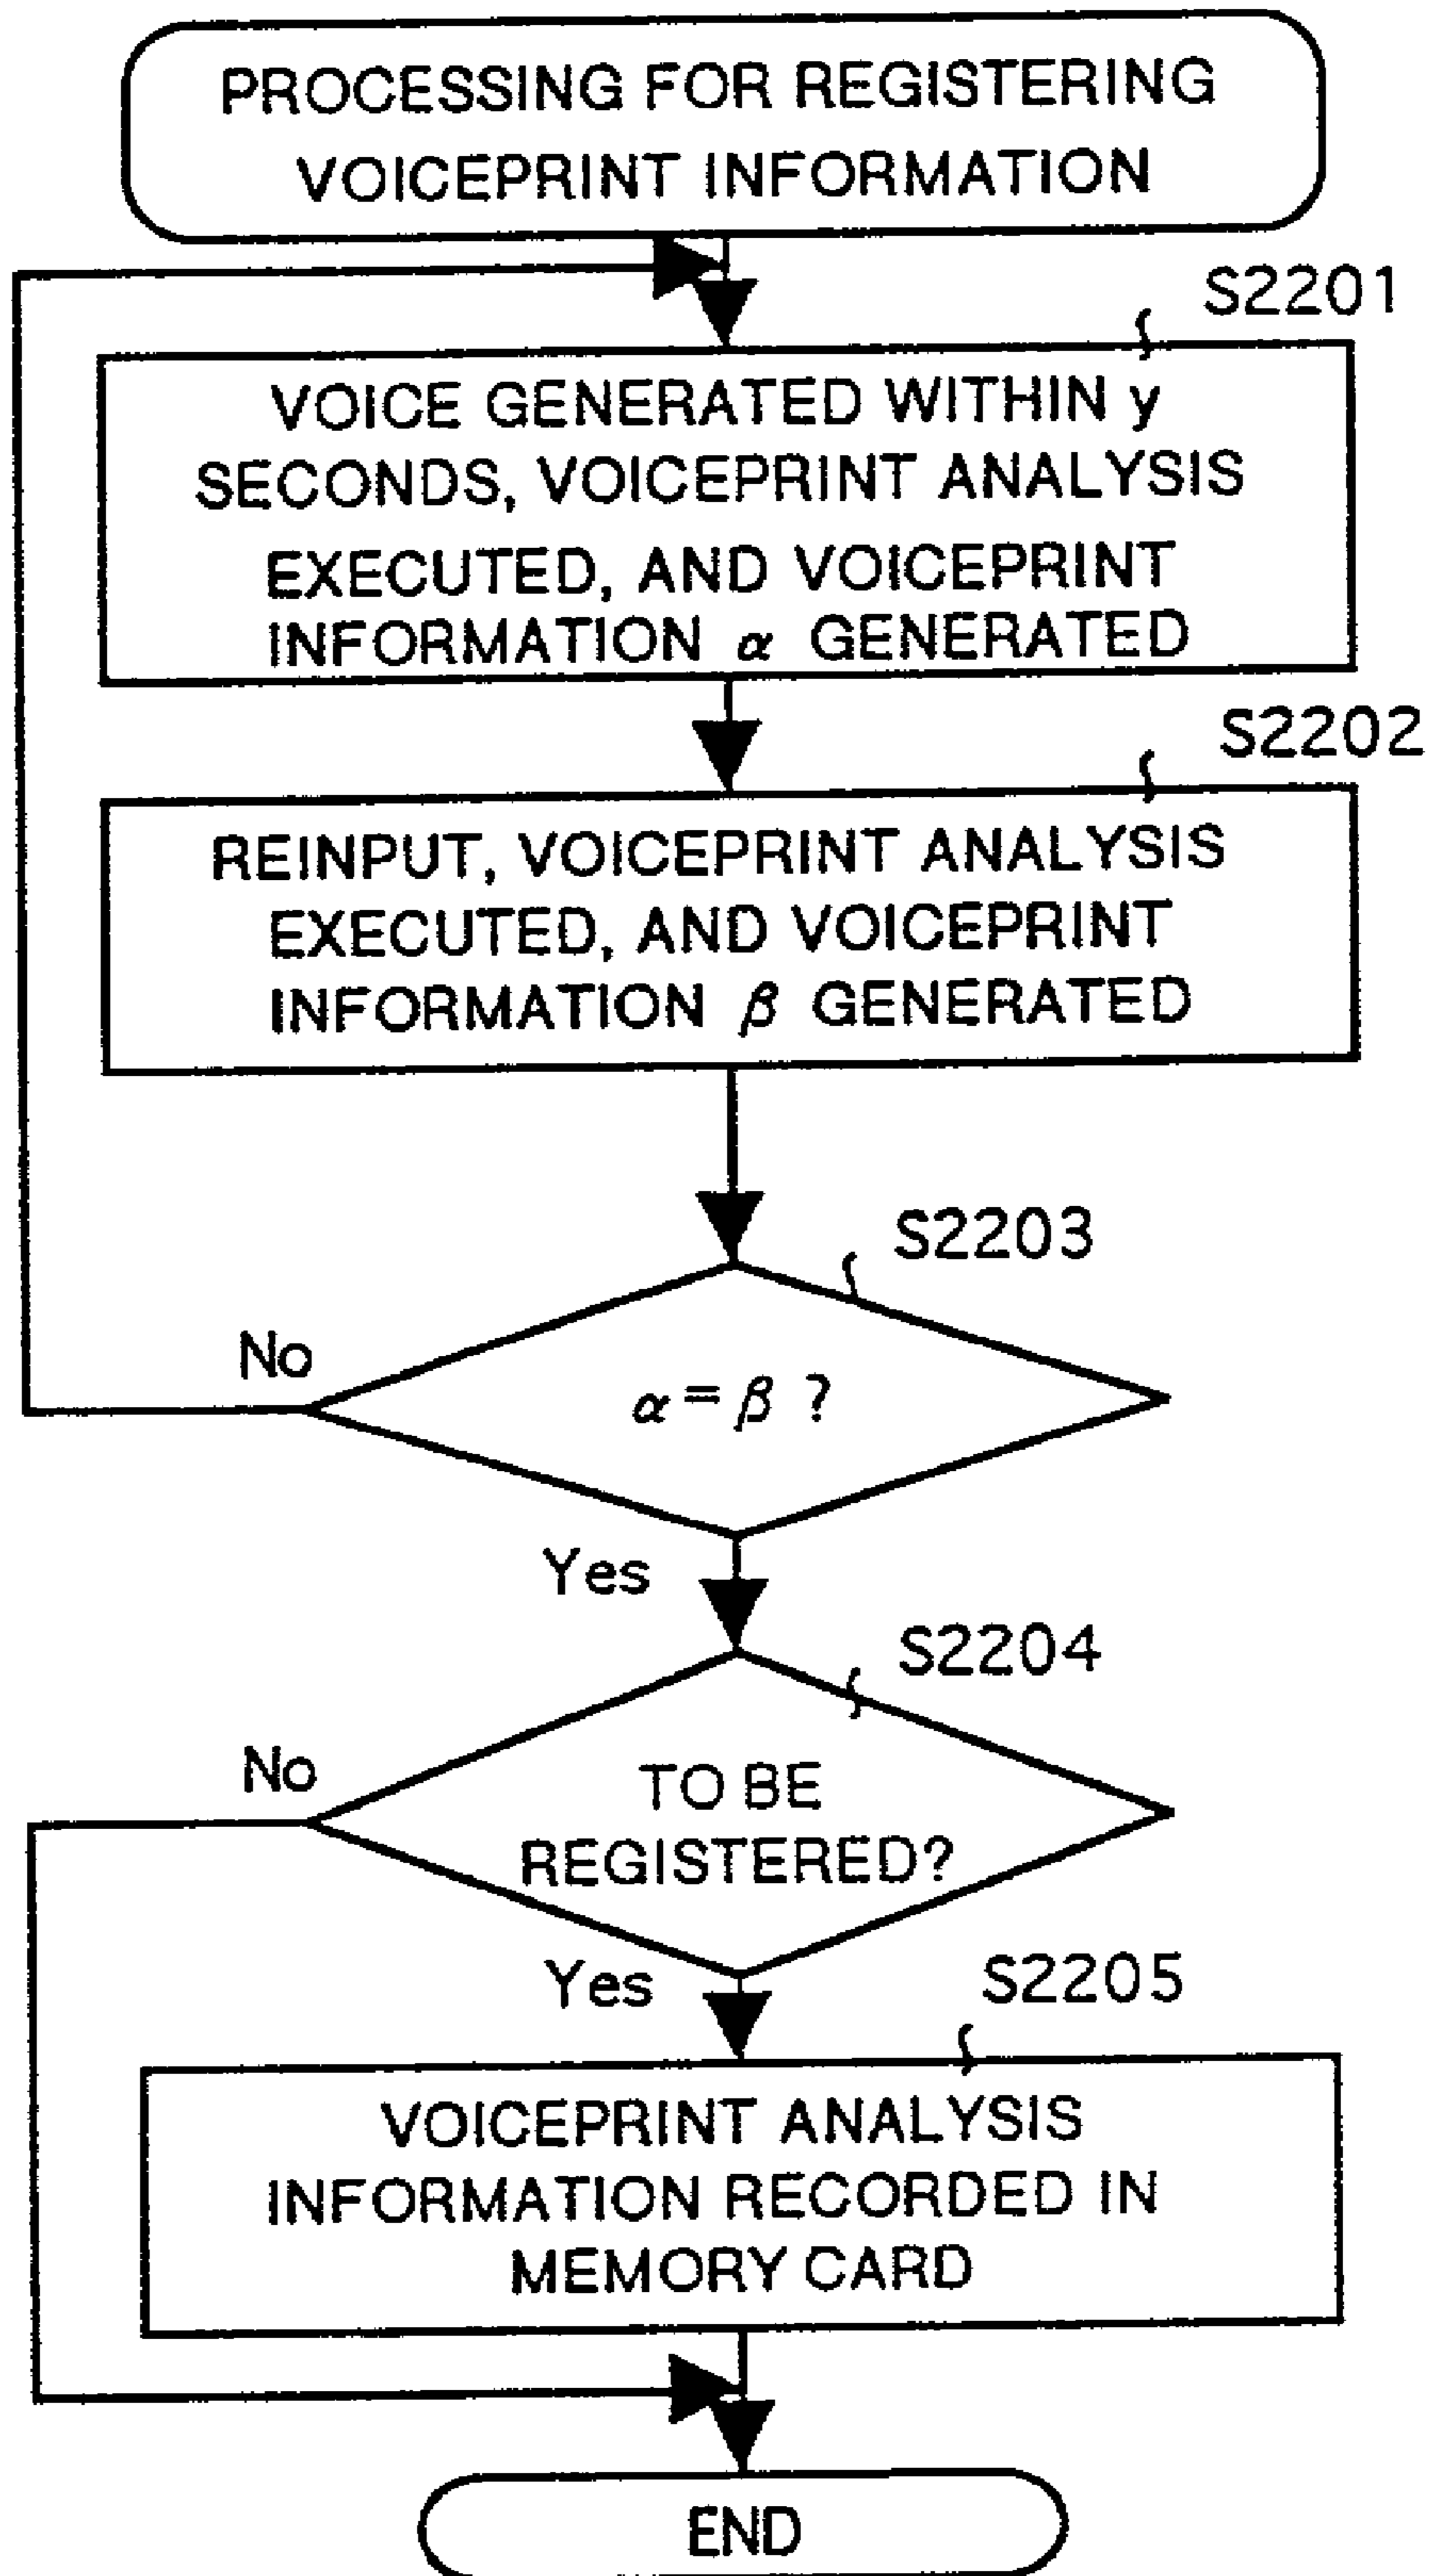 PROCESSING FOR REGISTERING
VOICEPRINT INFORMATION
S2201
VOICE GENERATED WITHIN y
SECONDS, VOICEPRINT ANALYSIS
EXECUTED, AND VOICEPRINT
INFORMATION α GENERATED
S2202
REINPUT, VOICEPRINT ANALYSIS
EXECUTED, AND VOICEPRINT
INFORMATION β GENERATED
S2203
No
α = β ?
Yes
S2204
No
TO BE
REGISTERED?
Yes
S2205
VOICEPRINT ANALYSIS
INFORMATION RECORDED IN
MEMORY CARD
END